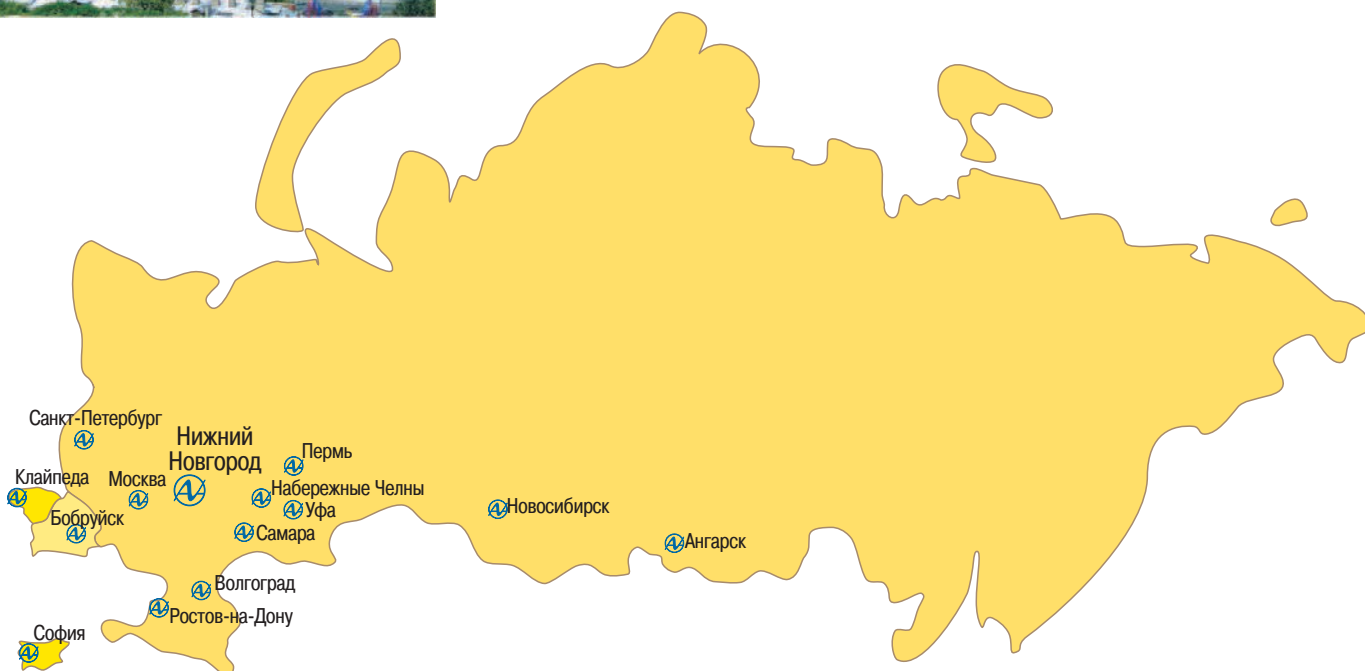 Санкт-Петербург
Нижний
Новгород
Пермь
Клайпеда
Москва
Набережные Челны
Уфа
Новосибирск
Бобруйск
Самара
Ангарск
Волгоград
Ростов-на-Дону
София